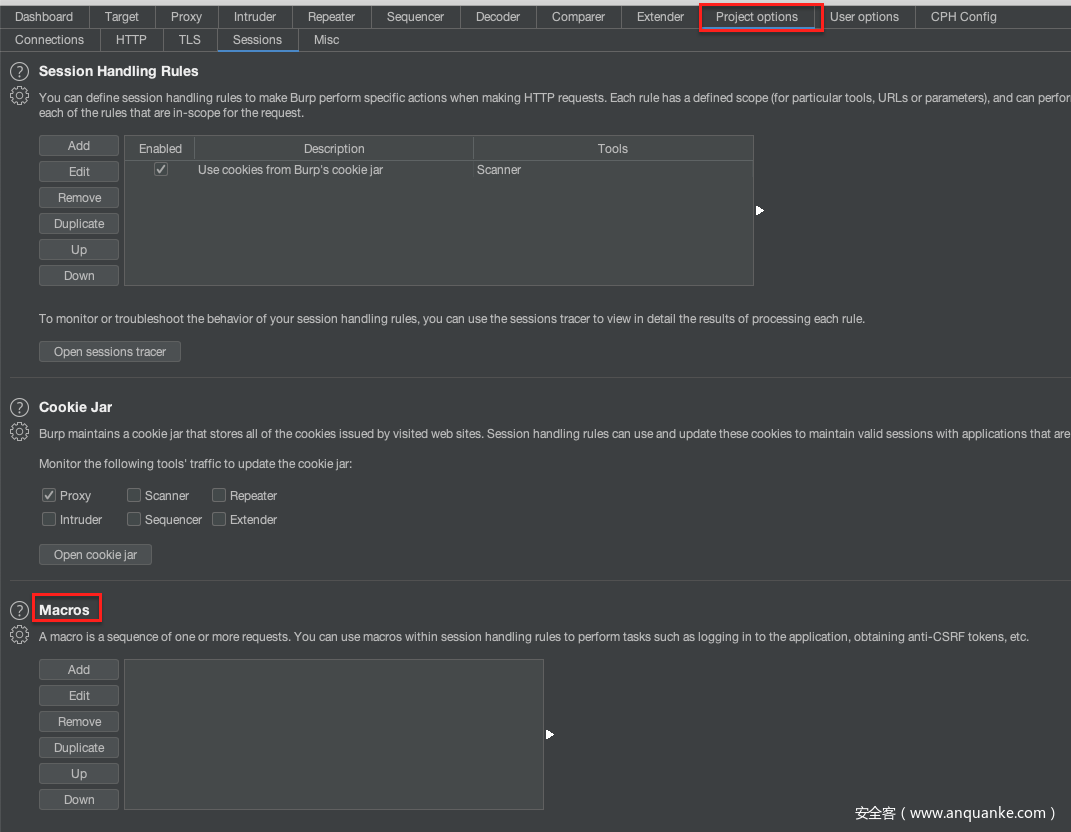 Dashboard Target Proxy Intruder Repeater Sequencer Decoder Comparer Extender Project options User options CPH Config
Connections HTTP TLS Sessions Misc
? Session Handling Rules
You can define session handling rules to make Burp perform specific actions when making HTTP requests. Each rule has a defined scope (for particular tools, URLs or parameters), and can perfor
each of the rules that are in-scope for the request.
Add
Edit
Remove
Duplicate
Up
Down
Enabled Description Tools
Use cookies from Burp's cookie jar Scanner
To monitor or troubleshoot the behavior of your session handling rules, you can use the sessions tracer to view in detail the results of processing each rule.
Open sessions tracer
? Cookie Jar
Burp maintains a cookie jar that stores all of the cookies issued by visited web sites. Session handling rules can use and update these cookies to maintain valid sessions with applications that are
Monitor the following tools' traffic to update the cookie jar:
Proxy Scanner Repeater
Intruder Sequencer Extender
Open cookie jar
? Macros
A macro is a sequence of one or more requests. You can use macros within session handling rules to perform tasks such as logging in to the application, obtaining anti-CSRF tokens, etc.
Add
Edit
Remove
Duplicate
Up
Down
安全客（www.anquanke.com）